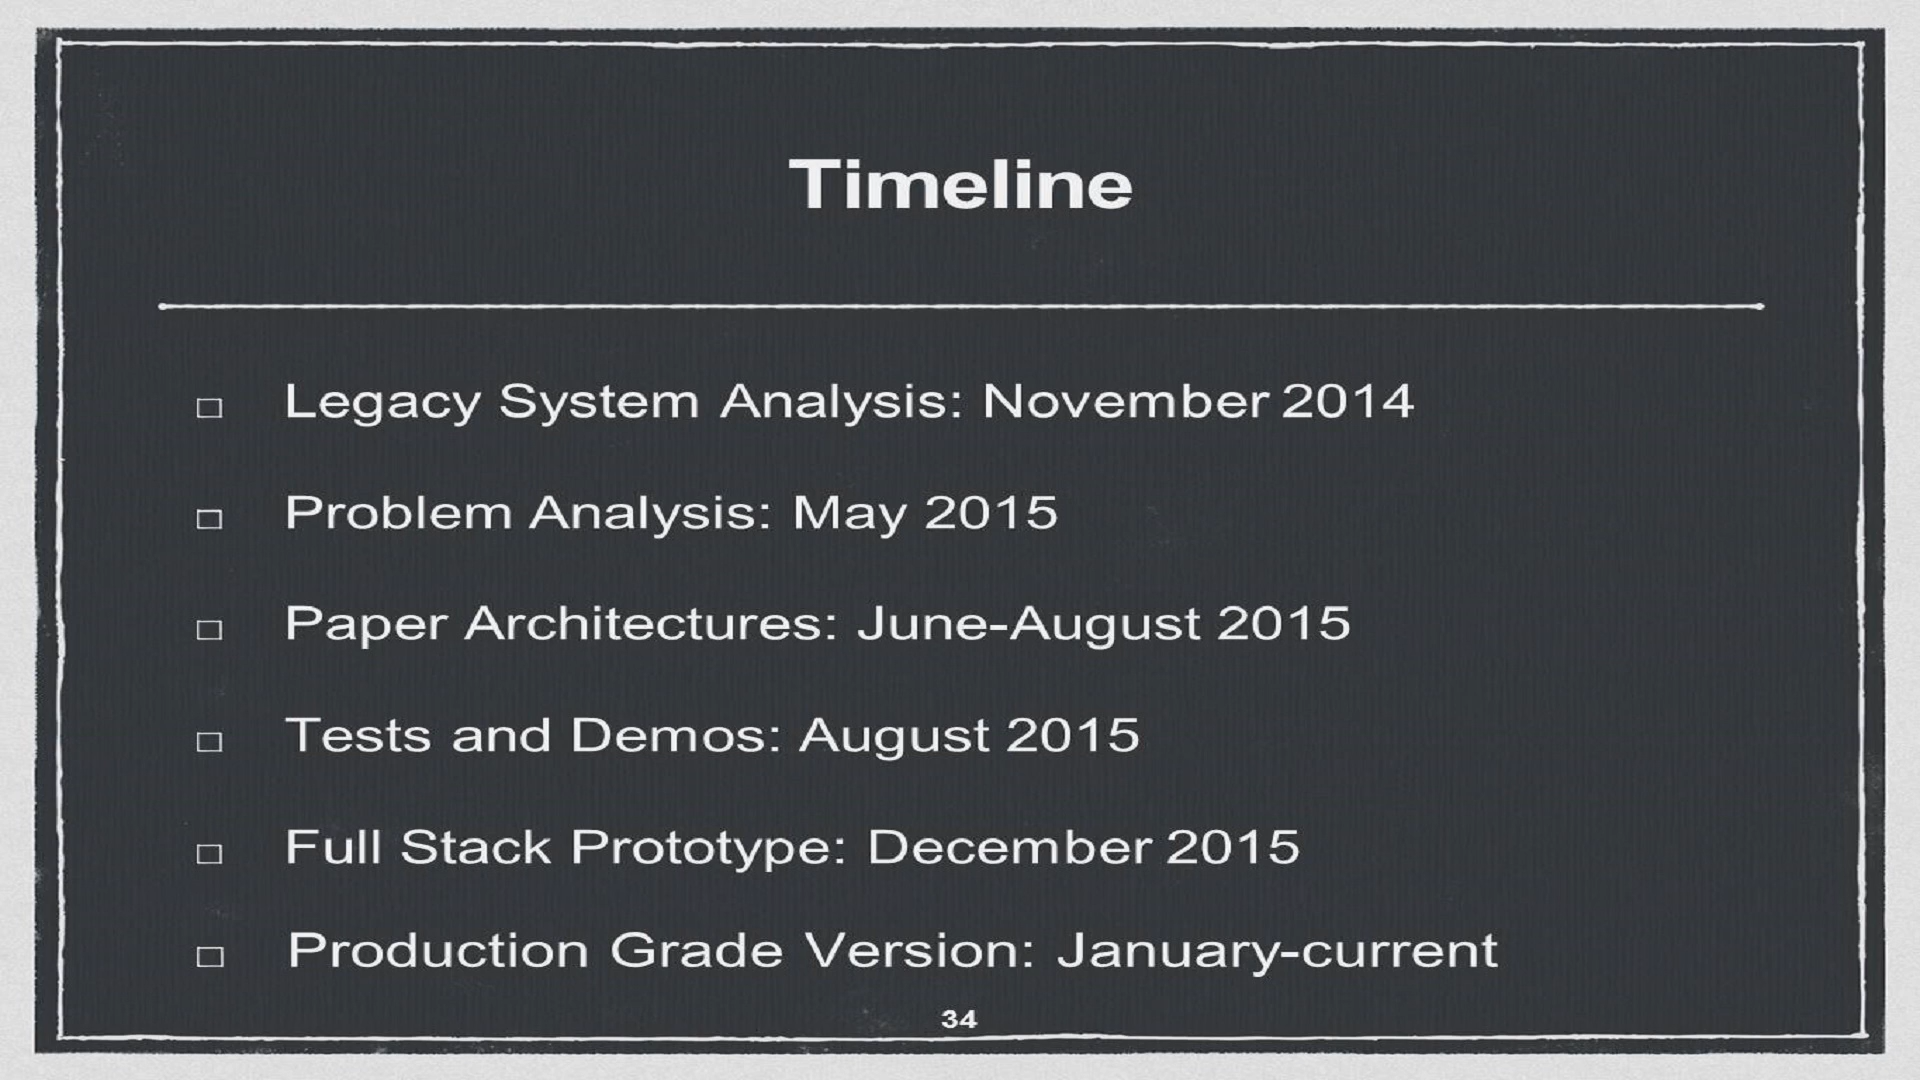 Timeline
Legacy System Analysis: November 2014
Problem Analysis: May 2015
Paper Architectures: June-August 2015
Tests and Demos: August 2015
Full Stack Prototype: December 2015
Production Grade Version: January-current
34